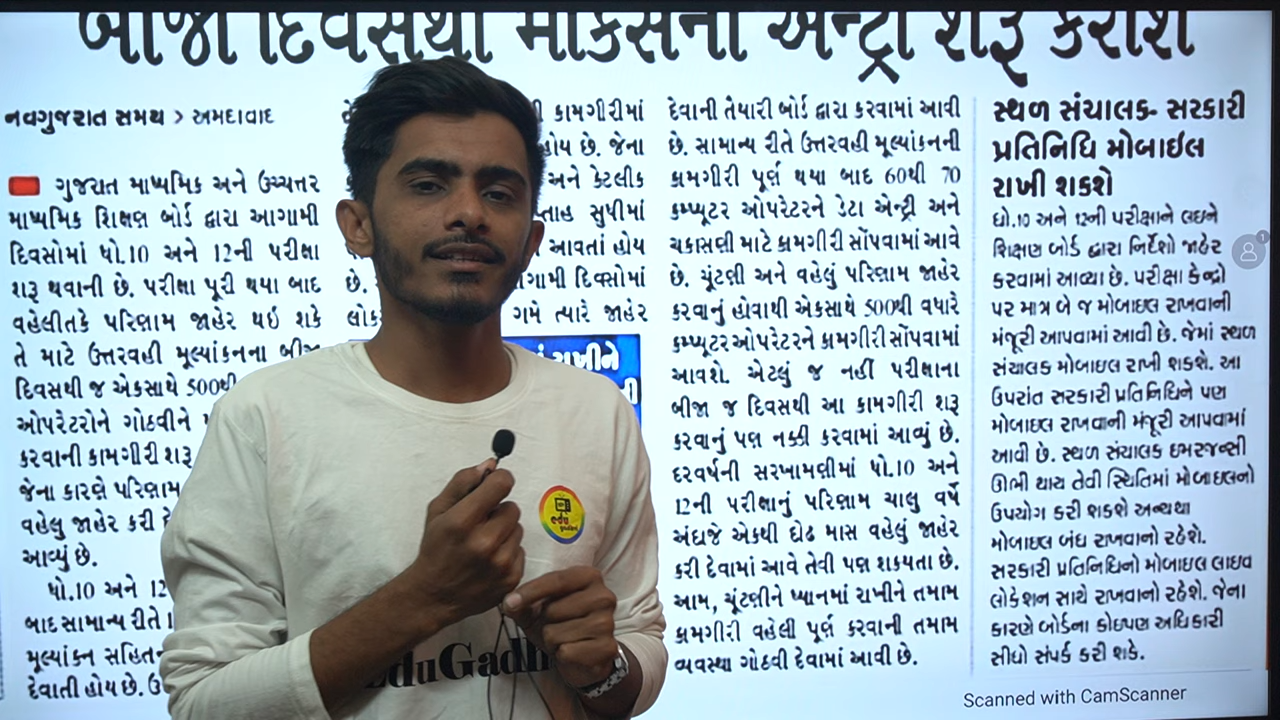 બીજા દિવસથી માર્કસની એન્ટ્રી શરૂ કરાશે
નવગુજરાત સમય > અમદાવાદ
ગુજરાત માધ્યમિક અને ઉચ્ચત્તર
માધ્યમિક શિક્ષણ બોર્ડ દ્વારા આગામી
દિવસોમાં ધો.10 અને 12ની પરીક્ષા
શરૂ થવાની છે. પરીક્ષા પૂરી થયા બાદ
વહેલીતકે પરિણામ જાહેર થઇ શકે
તે માટે ઉત્તરવહી મૂલ્યાંકનના બીજા
દિવસથી જ એકસાથે 500થી
ઓપરેટરોને ગોઠવીને
કરવાની કામગીરી શરૂ
જેના કારણે પરિણામ
વહેલુ જાહેર કરી
આવ્યું છે.
ધો.10 અને 12
બાદ સામાન્ય રીતે
મૂલ્યાંકન સહિત
દેવાતી હોય છે.
કામગીરીમાં
હોય છે. જેના
અને કેટલીક
સુધીમાં
આવતાં હોય
છે. દિવસોમાં
ગમે ત્યારે જાહેર
રાખીને
દેવાની તૈયારી બોર્ડ દ્વારા કરવામાં આવી
છે. સામાન્ય રીતે ઉત્તરવહી મૂલ્યાંકનની
કામગીરી પૂર્ણ થયા બાદ 60થી 70
કમ્પ્યૂટર ઓપરેટરને ડેટા એન્ટ્રી અને
ચકાસણી માટે કામગીરી સોંપવામાં આવે
છે. ચૂંટણી અને વહેલું પરિણામ જાહેર
કરવાનું હોવાથી એકસાથે 500થી વધારે
કમ્પ્યૂટર ઓપરેટરને કામગીરી સોંપવામાં
આવશે. એટલું જ નહીં પરીક્ષાના
બીજા જ દિવસથી આ કામગીરી શરૂ
કરવાનું પણ નક્કી કરવામાં આવ્યું છે.
દરવર્ષની સરખામણીમાં ધો.10 અને
12ની પરીક્ષાનું પરિણામ ચાલુ વર્ષે
અંદાજે એકથી દોઢ માસ વહેલું જાહેર
કરી દેવામાં આવે તેવી પણ શકયતા છે.
આમ, ચૂંટણીને ધ્યાનમાં રાખીને તમામ
કામગીરી વહેલી પૂર્ણ કરવાની તમામ
વ્યવસ્થા ગોઠવી દેવામાં આવી છે.
સ્થળ સંચાલક- સરકારી
પ્રતિનિધિ મોબાઈલ
રાખી શકશે
ધો.10 અને 12ની પરીક્ષાને લઇને
શિક્ષણ બોર્ડ દ્વારા નિર્દેશો જાહેર
કરવામાં આવ્યા છે. પરીક્ષા કેન્દ્રો
પર માત્ર બે જ મોબાઇલ રાખવાની
મંજૂરી આપવામાં આવી છે. જેમાં સ્થળ
સંચાલક મોબાઇલ રાખી શકશે. આ
ઉપરાંત સરકારી પ્રતિનિધિને પણ
મોબાઇલ રાખવાની મંજૂરી આપવામાં
આવી છે. સ્થળ સંચાલક ઇમરજન્સી
ઊભી થાય તેવી સ્થિતિમાં મોબાઇલનો
ઉપયોગ કરી શકશે અન્યથા
મોબાઇલ બંધ રાખવાનો રહેશે.
સરકારી પ્રતિનિધિનો મોબાઇલ લાઇવ
લોકેશન સાથે રાખવાનો રહેશે. જેના
કારણે બોર્ડના કોઇપણ અધિકારી
સીધો સંપર્ક કરી શકે.
Scanned with CamScanner
1
edu
EduGadh